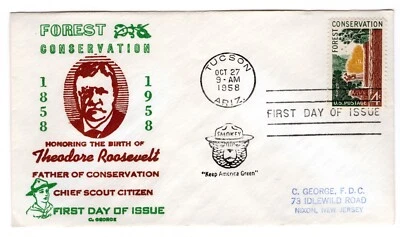 FOREST
CONSERVATION
1858
1958
HONORING THE BIRTH OF
Theodore Roosevelt
FATHER OF CONSERVATION
CHIEF SCOUT CITIZEN
FIRST DAY OF ISSUE
C. GEORGE
TUCSON
OCT 27
9-AM
1958
ARIZ.
FOREST CONSERVATION
4¢
U.S. POSTAGE
FIRST DAY OF ISSUE
SMOKEY
"Keep America Green"
C. GEORGE, F.D.C.
73 IDLEWILD ROAD
NIXON, NEW JERSEY